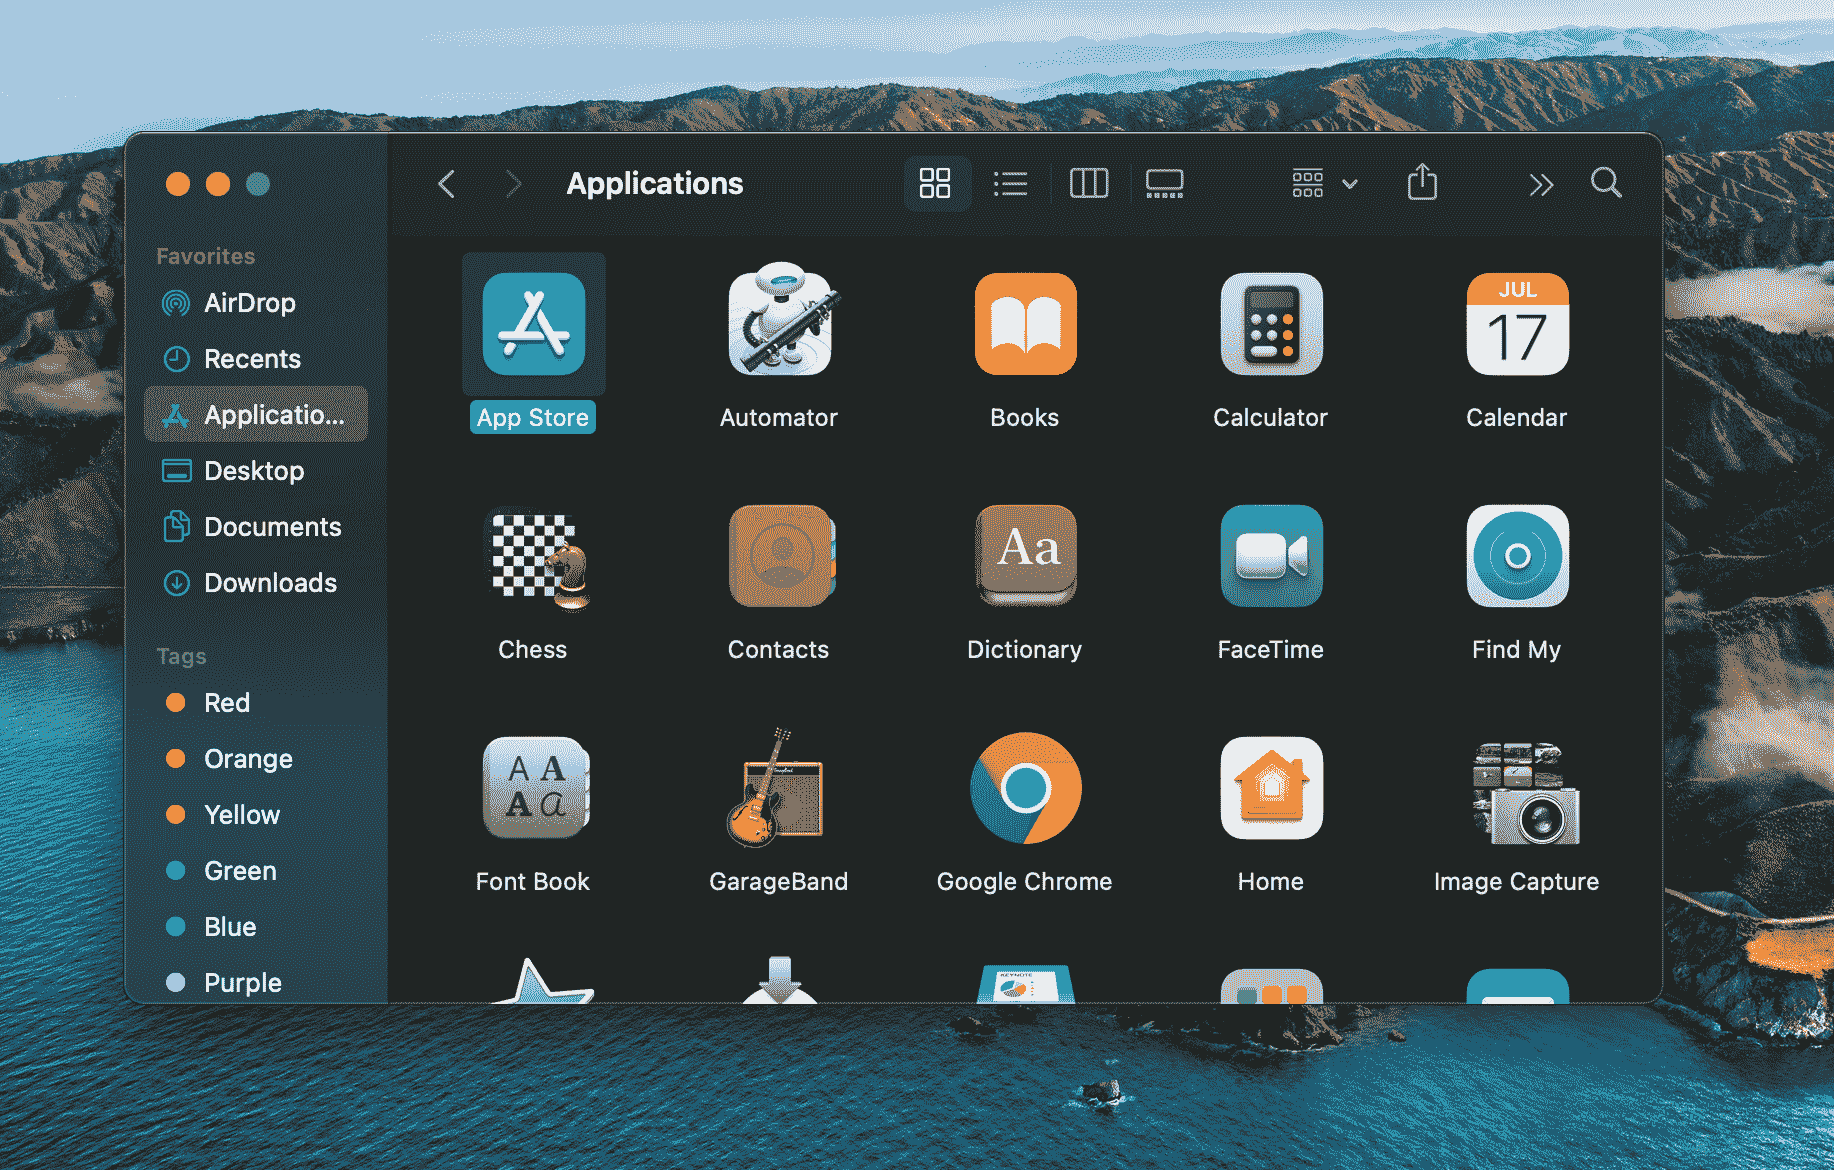 Applications
Favorites
AirDrop
Recents
Applicatio...
Desktop
Documents
Downloads
Tags
Red
Orange
Yellow
Green
Blue
Purple
App Store
Automator
Books
Calculator
JUL
17
Calendar
Chess
Contacts
Aa
Dictionary
FaceTime
Find My
A A
A a
Font Book
GarageBand
Google Chrome
Home
Image Capture
KEYNOTE